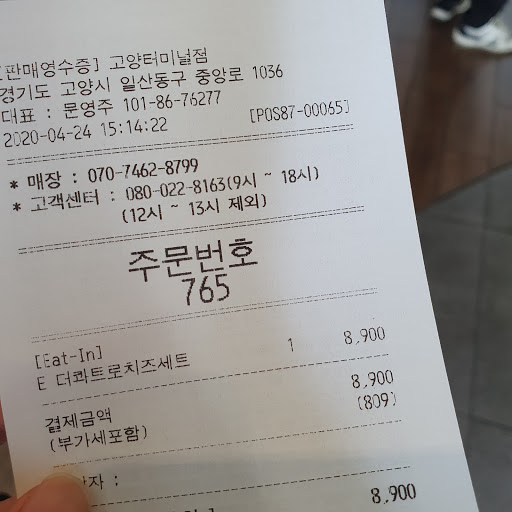 [판매영수증] 고양터미널점
경기도 고양시 일산동구 중앙로 1036
대표 : 문영주 101-86-76277
2020-04-24 15:14:22 [POS87-00065]
* 매장 : 070-7462-8799
* 고객센터 : 080-022-8163(9시 ~ 18시)
(12시 ~ 13시 제외)
주문번호
765
[Eat-In]
E 더콰트로치즈세트 1 8,900
8,900
결제금액 (809)
(부가세포함)
자 :
8,900